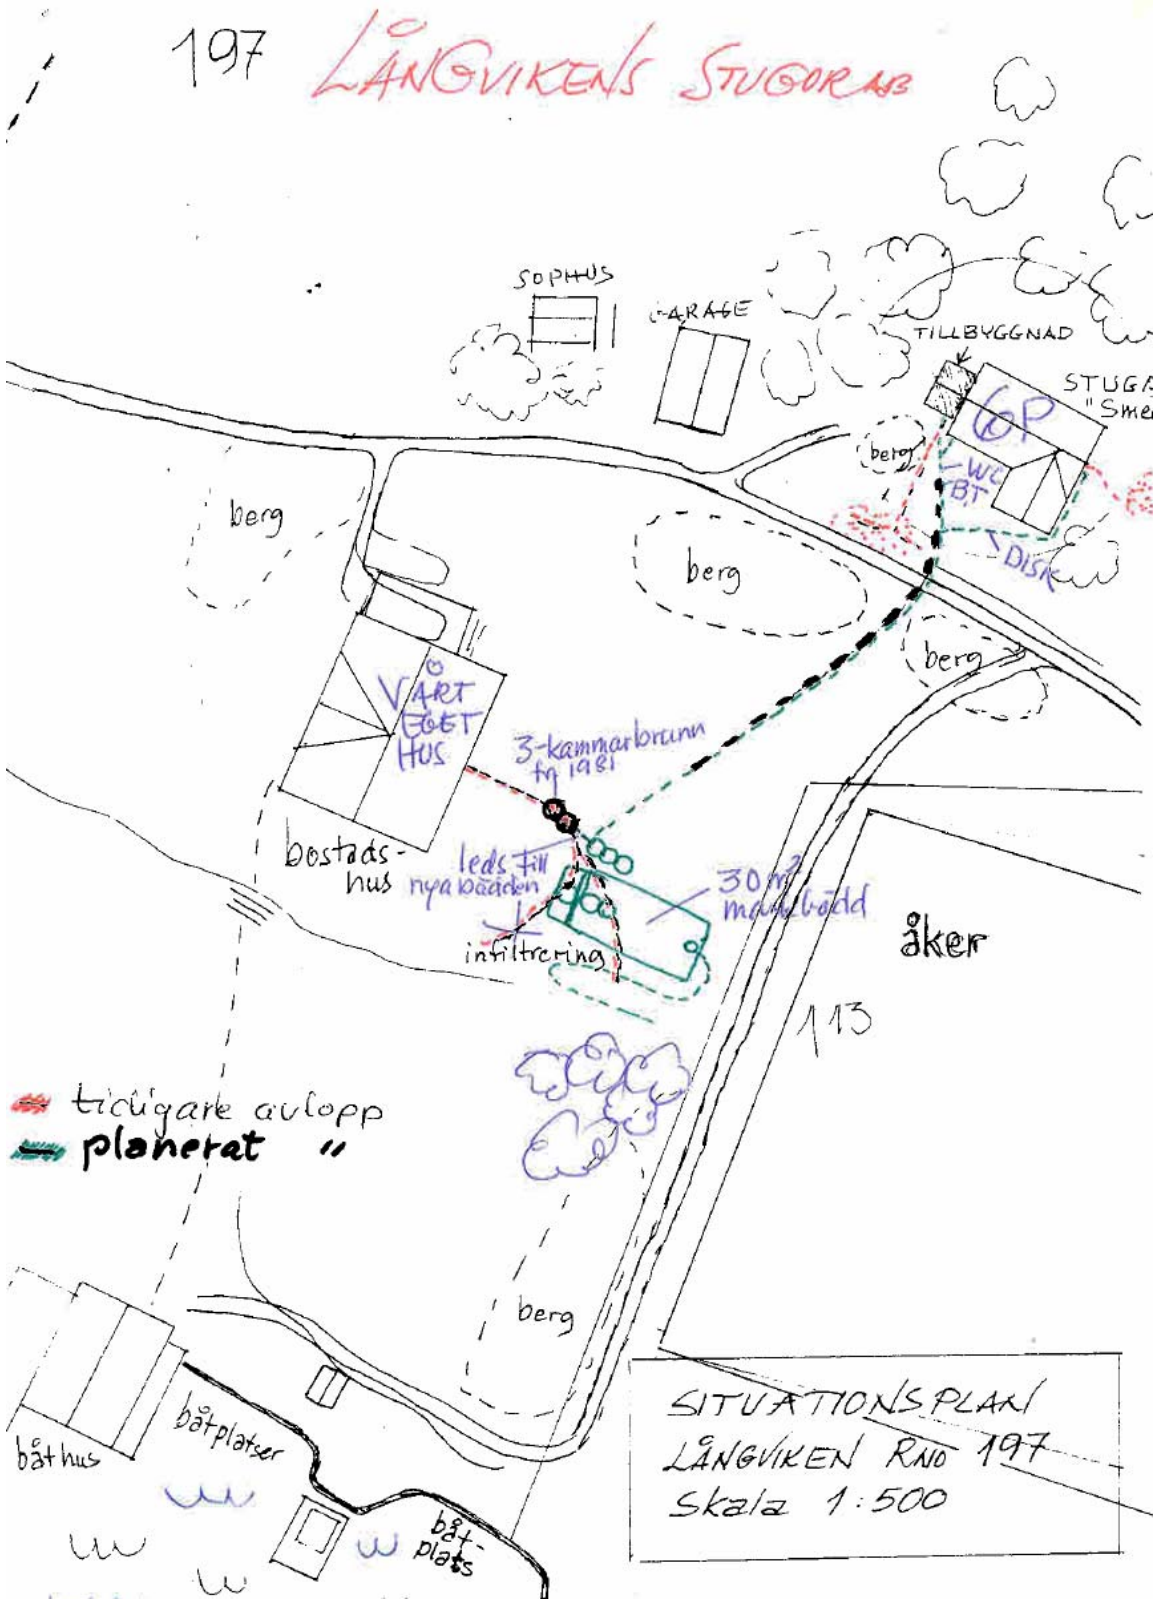 197 LÅNGVIKENS STUGOR AB
SOPHUS
GARAGE
TILLBYGGNAD
STUGA
"Sme
6P
berg
WC
BT
DISK
berg
berg
berg
VÅRT
EGET
HUS
3-kammarbrunn
fr 1981
bostads-
hus
leds till
nya bädden
30 m²
markbädd
infiltrering
åker
113
tidigare avlopp
planerat "
berg
båthus
båtplatser
båt-
plats
SITUATIONSPLAN
LÅNGVIKEN RNO 197
Skala 1:500